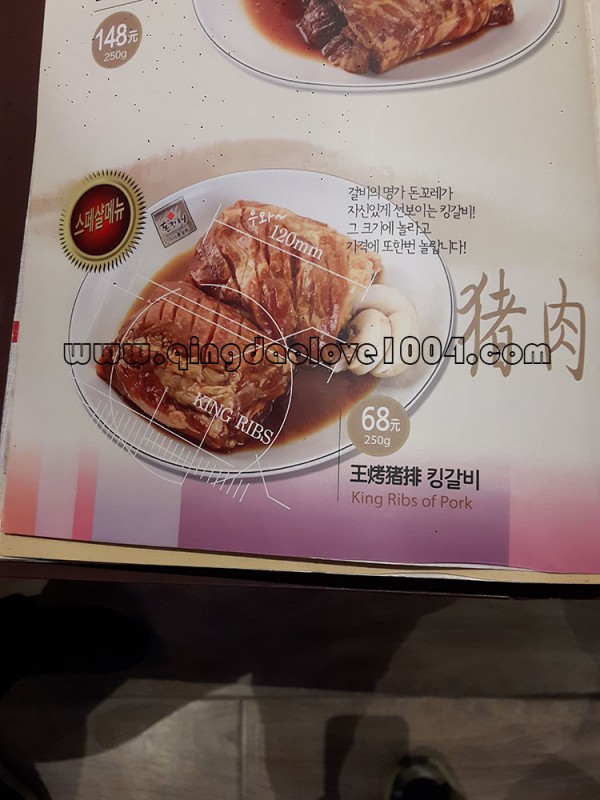 148元
250g
스페샬메뉴
우와~
120mm
갈비의 명가 돈꼬레가
자신있게 선보이는 킹갈비!
그 크기에 놀라고
가격에 또한번 놀랍니다!
猪肉
www.qingdaolove1004.com
KING RIBS
68元
250g
王烤猪排 킹갈비
King Ribs of Pork